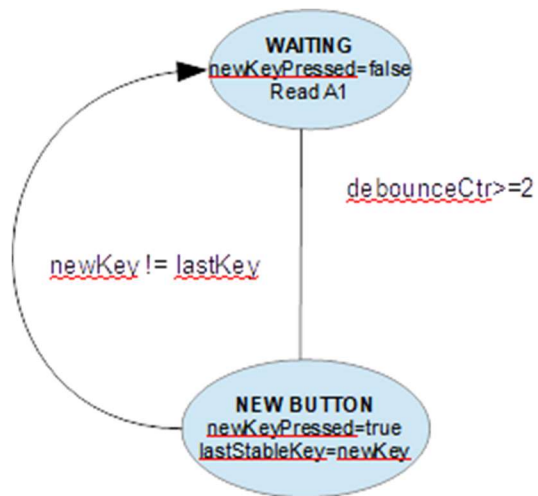 WAITING
newKeyPressed=false
Read A1
debounceCtr>=2
newKey != lastKey
NEW BUTTON
newKeyPressed=true
lastStableKey=newKey